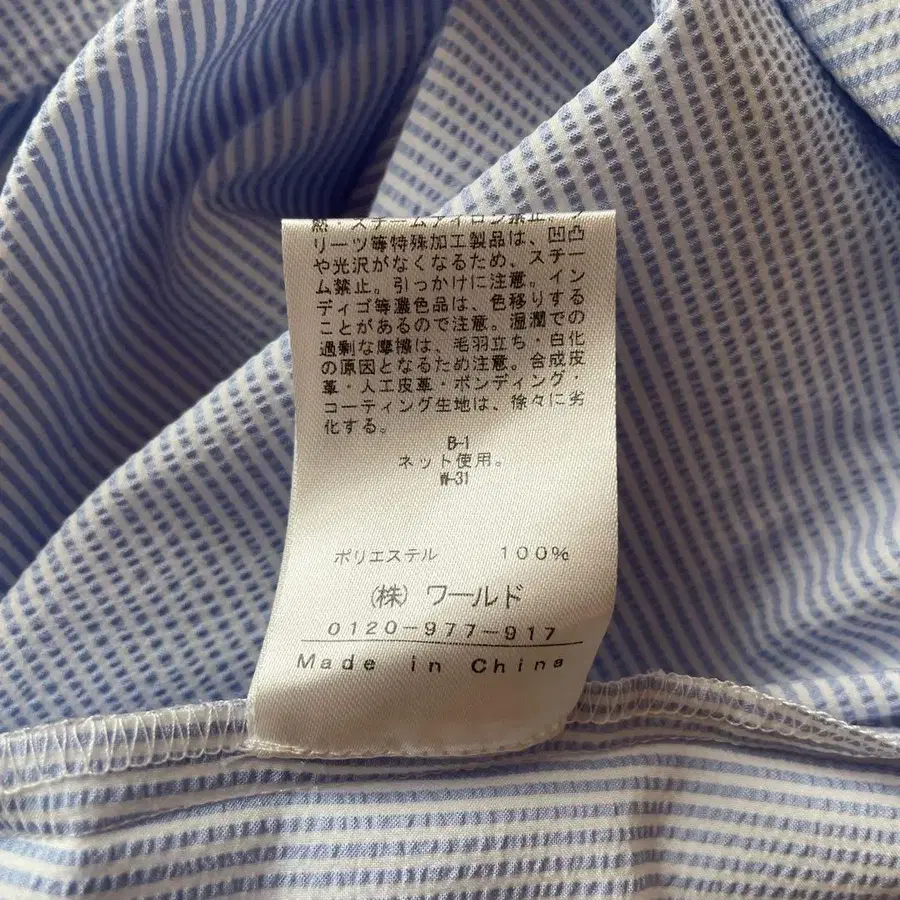 然・スチームアイロン禁止。プ
リーツ等特殊加工製品は、凹凸
や光沢がなくなるため、スチー
ム禁止。引っかけに注意。イン
ディゴ等濃色品は、色移りする
ことがあるので注意。湿潤での
過剰な摩擦は、毛羽立ち・白化
の原因となるため注意。合成皮
革・人工皮革・ボンディング・
コーティング生地は、徐々に劣
化する。
B-1
ネット使用。
W-31
ポリエステル 100%
(株) ワールド
0120-977-917
Made in China